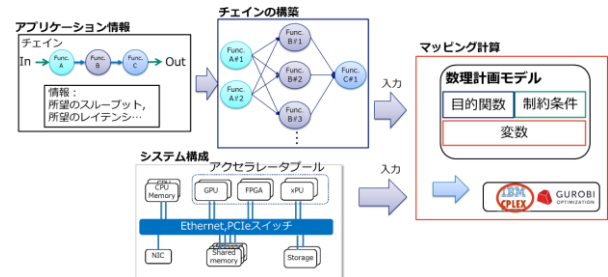 アプリケーション情報
チェインの構築
チェイン
In
Func.
A
Func.
B
Func.
C
Out
情報：
所望のスループット,
所望のレイテンシ…
Func.
A#1
Func.
A#2
Func.
B#1
Func.
B#2
Func.
B#3
Func.
C#1
⋮
入力
マッピング計算
数理計画モデル
目的関数
制約条件
変数
IBM
CPLEX
GUROBI
OPTIMIZATION
システム構成
アクセラレータプール
CPU
Memory
GPU
FPGA
xPU
Ethernet,PCIeスイッチ
NIC
Shared
memory
Storage
入力